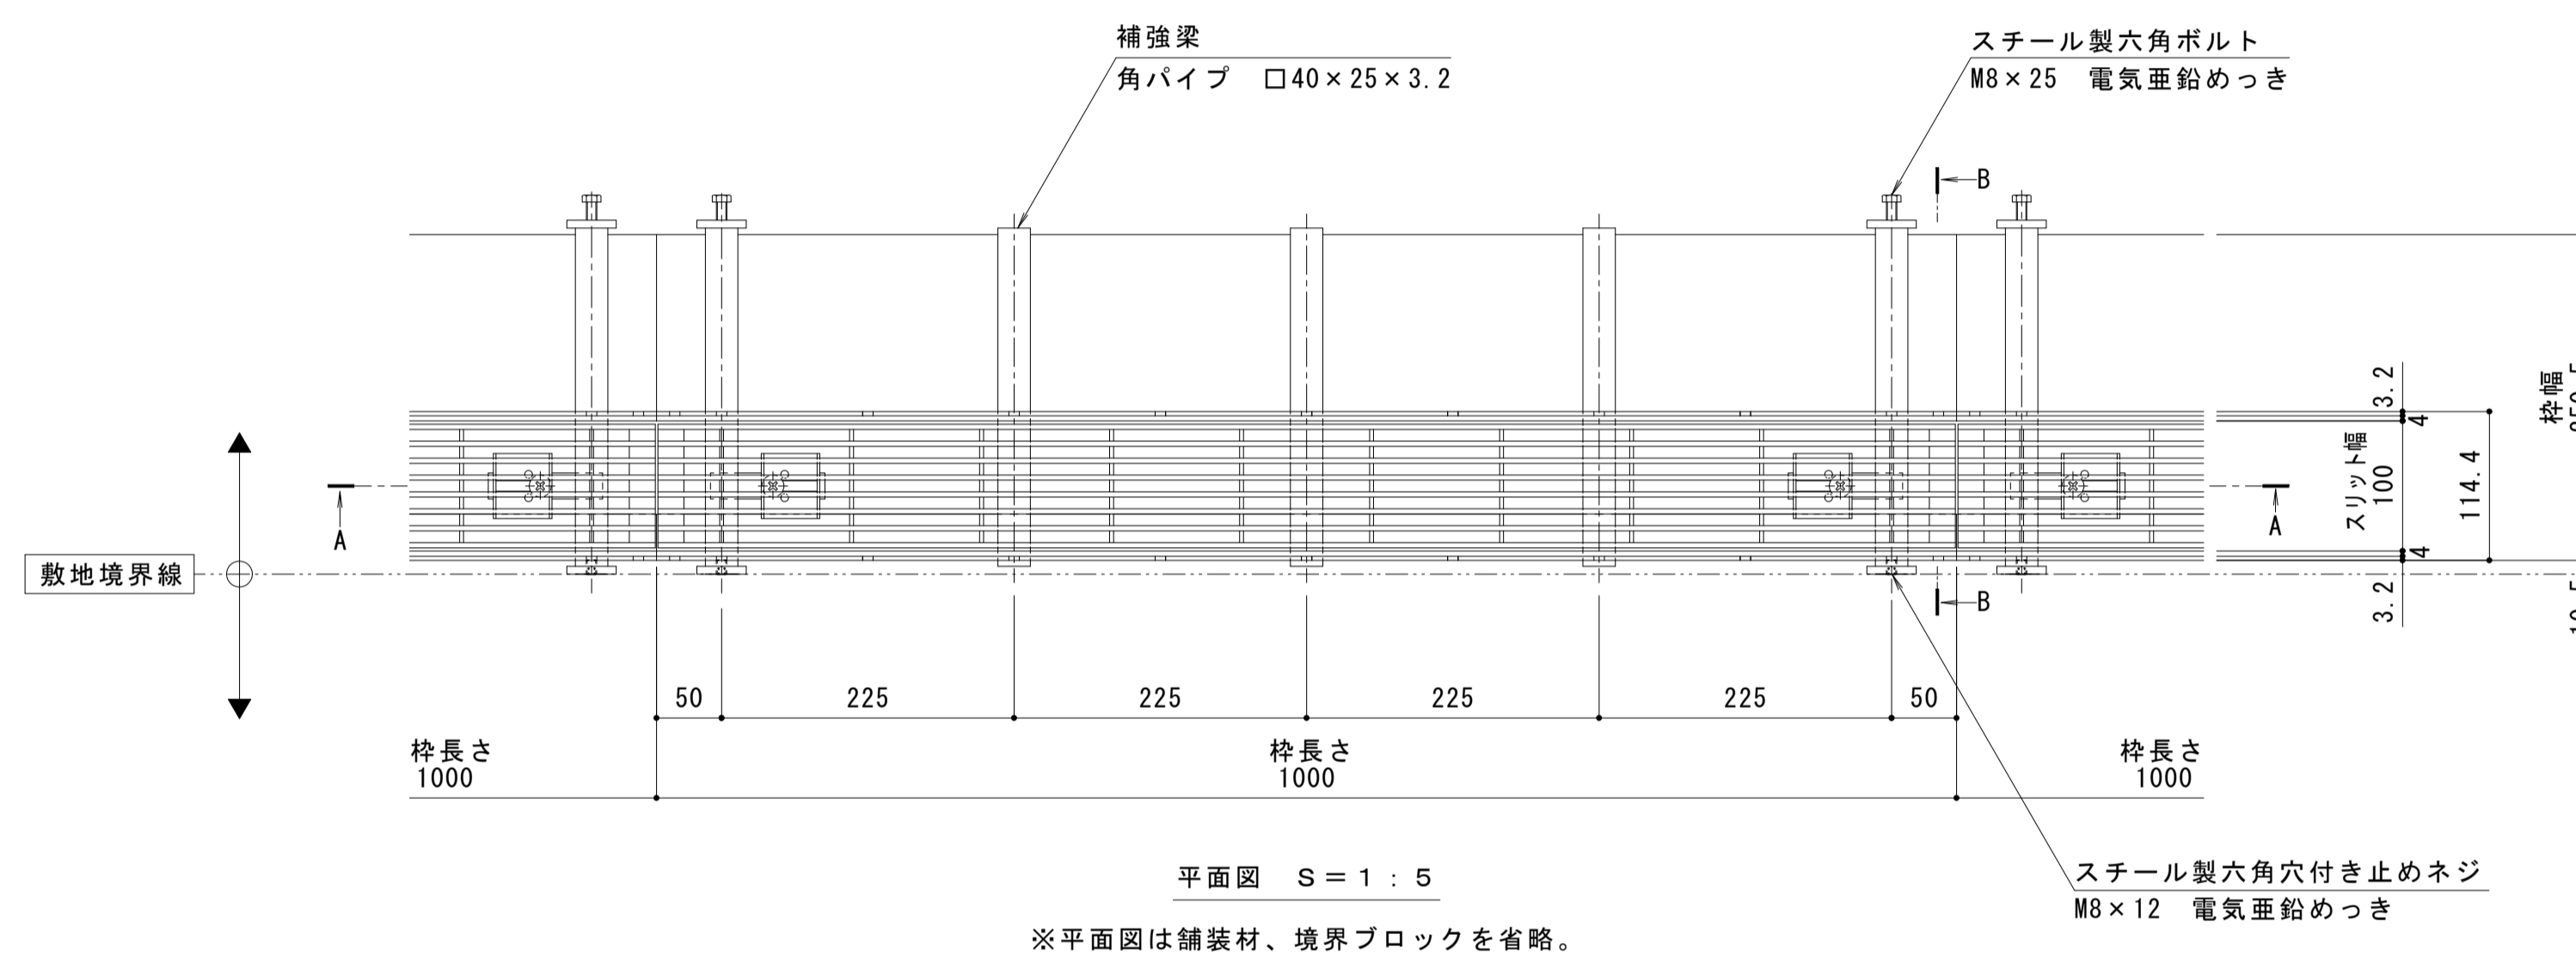 補強梁
角パイプ　□40×25×3.2
スチール製六角ボルト
M8×25　電気亜鉛めっき
B
3.2
4
枠幅
スリット幅
100
114.4
A
A
敷地境界線
4
3.2
B
50
225
225
225
225
50
枠長さ
1000
枠長さ
1000
枠長さ
1000
スチール製六角穴付き止めネジ
M8×12　電気亜鉛めっき
平面図　S=1:5
※平面図は舗装材、境界ブロックを省略。